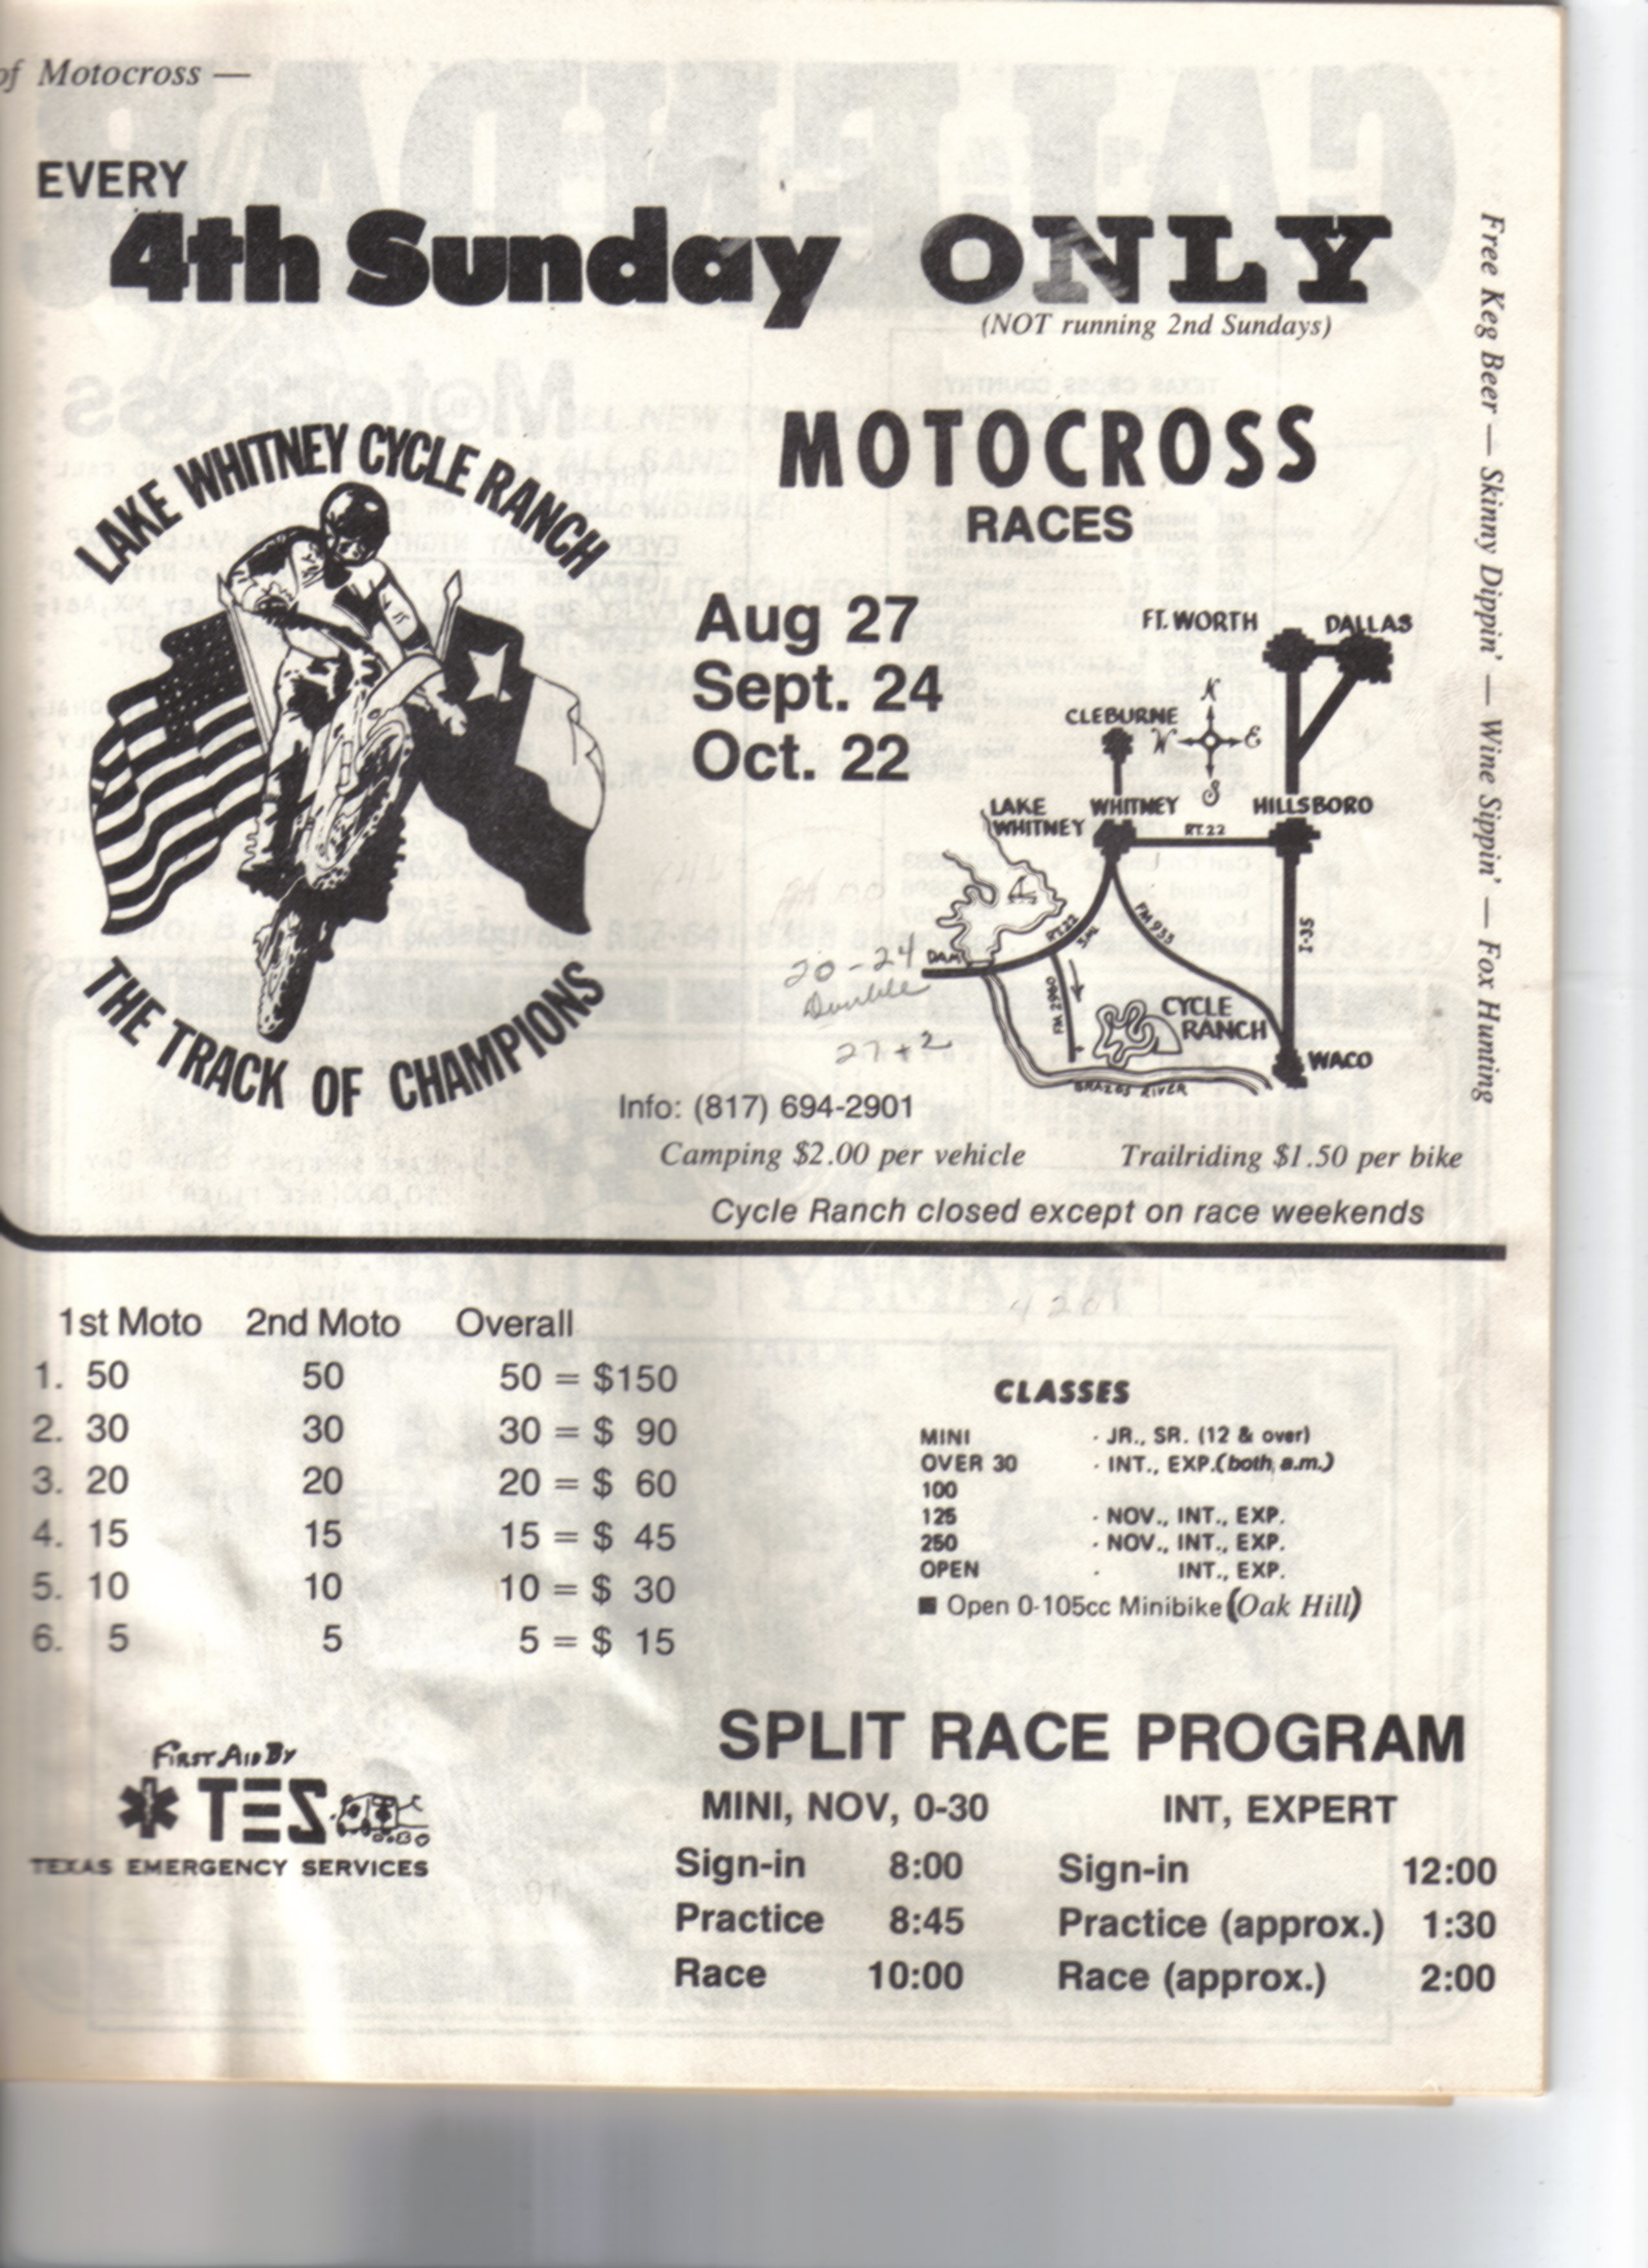 of Motocross —
EVERY
4th Sunday ONLY
(NOT running 2nd Sundays)
Free Keg Beer — Skinny Dippin' — Wine Sippin' — Fox Hunting
LAKE WHITNEY CYCLE RANCH
THE TRACK OF CHAMPIONS
MOTOCROSS
RACES
Aug 27
Sept. 24
Oct. 22
FT. WORTH
DALLAS
CLEBURNE
N
W
E
S
LAKE WHITNEY
WHITNEY
HILLSBORO
RT.22
RT.22
FM 933
I-35
DAM
FM 2960
CYCLE
RANCH
WACO
BRAZOS RIVER
20-24
27+2
Info: (817) 694-2901
Camping $2.00 per vehicle Trailriding $1.50 per bike
Cycle Ranch closed except on race weekends
4201
1st Moto 2nd Moto Overall
1. 50 50 50 = $150
2. 30 30 30 = $ 90
3. 20 20 20 = $ 60
4. 15 15 15 = $ 45
5. 10 10 10 = $ 30
6. 5 5 5 = $ 15
CLASSES
MINI - JR., SR. (12 & over)
OVER 30 - INT., EXP. (both a.m.)
100
125 - NOV., INT., EXP.
250 - NOV., INT., EXP.
OPEN - INT., EXP.
■ Open 0-105cc Minibike (Oak Hill)
FIRST AID BY
TES
TEXAS EMERGENCY SERVICES
SPLIT RACE PROGRAM
MINI, NOV, 0-30 INT, EXPERT
Sign-in 8:00 Sign-in 12:00
Practice 8:45 Practice (approx.) 1:30
Race 10:00 Race (approx.) 2:00